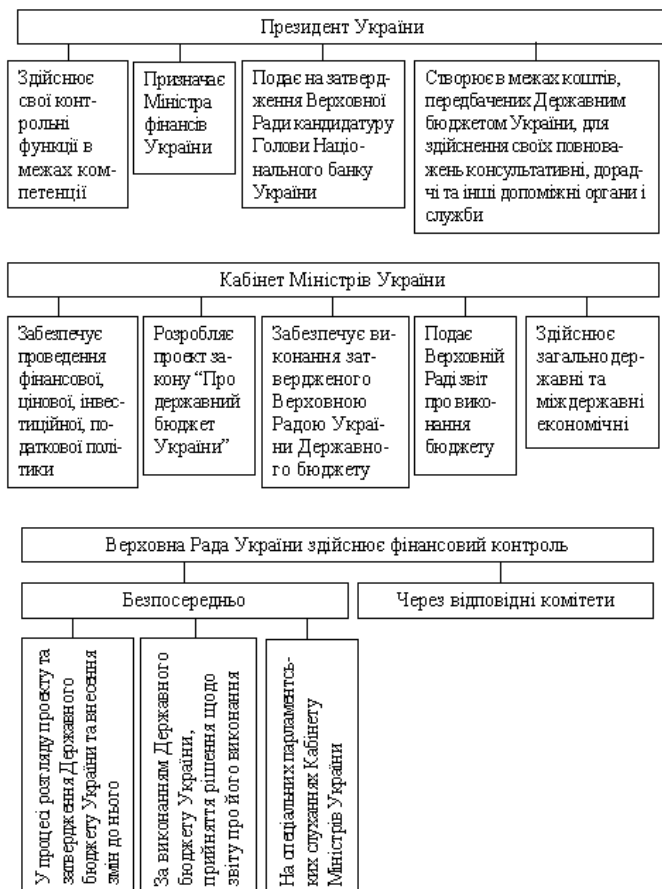 Президент України
Здійснює
свої конт-
рольні
функції в
межах ком-
петенції
Призначає
Міністра
фінансів
України
Подає на затвер-
дження Верховної
Ради кандидатуру
Голови Націо-
нального банку
України
Створює в межах коштів,
передбачених Державним
бюджетом України, для
здійснення своїх повнова-
жень консультативні, дорад-
чі та інші допоміжні органи і
служби
Кабінет Міністрів України
Забезпечує
проведення
фінансової,
цінової, інвес-
тиційної, по-
даткової полі-
тики
Розробляє
проект за-
кону “Про
державний
бюджет
України”
Забезпечує ви-
конання зат-
вердженого
Верховною
Радою Украї-
ни Державно-
го бюджету
Подає
Верховній
Раді звіт
про вико-
нання
бюджету
Здійснює
загально дер-
жавні та
міждержавні
економічні
Верховна Рада України здійснює фінансовий контроль
Безпосередньо
Через відповідні комітети
У процесі розгляду проекту та
затвердження Державного
бюджету України та внесення
змін до нього
За виконанням Державного
бюджету України,
прийняття рішення щодо
звіту про його виконання
На спеціальних парламентсь-
ких слуханнях Кабінету
Міністрів України